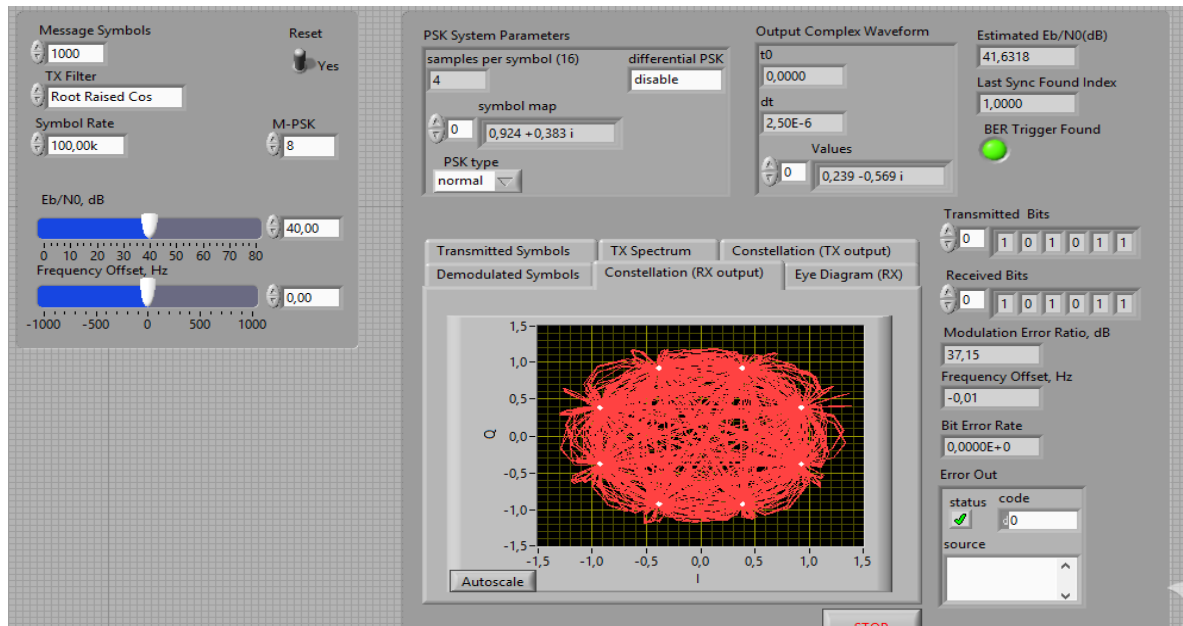 Message Symbols
1000
Reset
Yes
TX Filter
Root Raised Cos
Symbol Rate
100,00k
M-PSK
8
Eb/N0, dB
40,00
0 10 20 30 40 50 60 70 80
Frequency Offset, Hz
0,00
-1000 -500 0 500 1000
PSK System Parameters
samples per symbol (16)
4
differential PSK
disable
symbol map
0
0,924 +0,383 i
PSK type
normal
Output Complex Waveform
t0
0,0000
dt
2,50E-6
Values
0
0,239 -0,569 i
Estimated Eb/N0(dB)
41,6318
Last Sync Found Index
1,0000
BER Trigger Found
Transmitted Symbols
TX Spectrum
Constellation (TX output)
Demodulated Symbols
Constellation (RX output)
Eye Diagram (RX)
1,5
1,0
0,5
0,0
-0,5
-1,0
-1,5
Q
-1,5 -1,0 -0,5 0,0 0,5 1,0 1,5
I
Autoscale
Transmitted Bits
0
1 0 1 0 1 1
Received Bits
0
1 0 1 0 1 1
Modulation Error Ratio, dB
37,15
Frequency Offset, Hz
-0,01
Bit Error Rate
0,0000E+0
Error Out
status
code
d0
source
STOP